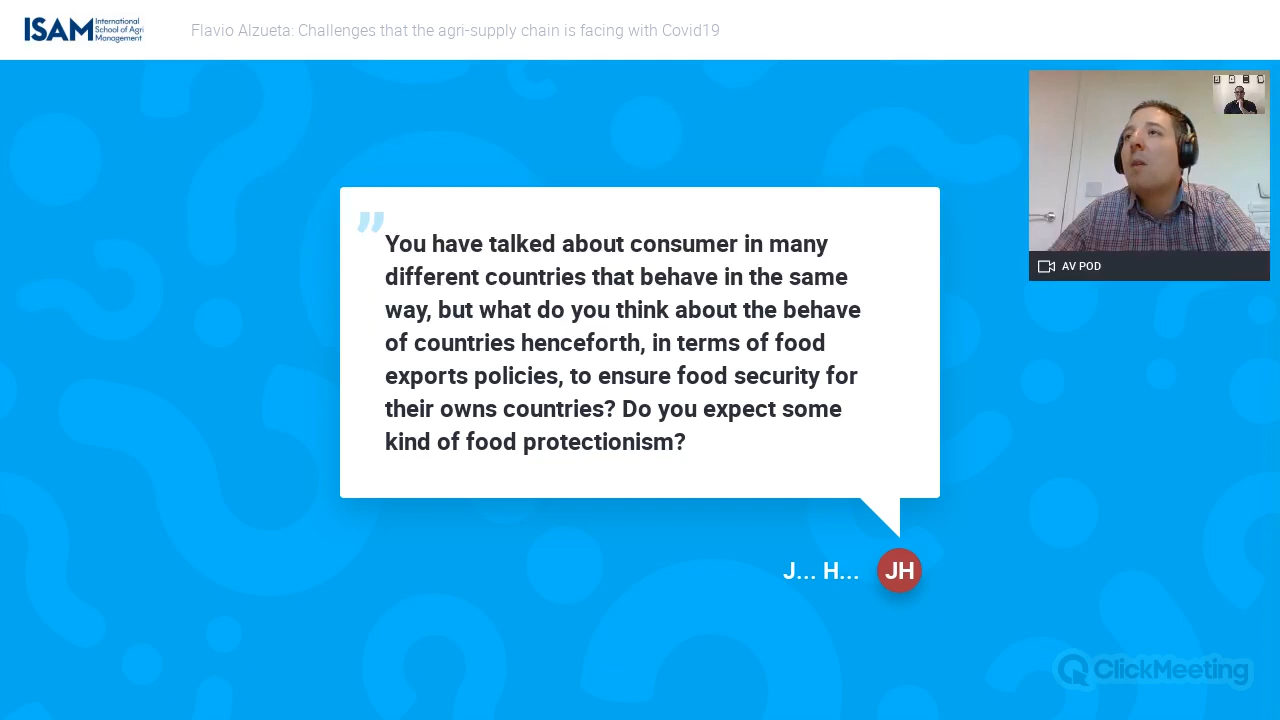 ISAM International
School of Agri
Management
Flavio Alzueta: Challenges that the agri-supply chain is facing with Covid19
"
You have talked about consumer in many
different countries that behave in the same
way, but what do you think about the behave
of countries henceforth, in terms of food
exports policies, to ensure food security for
their owns countries? Do you expect some
kind of food protectionism?
J... H... JH
AV POD
ClickMeeting